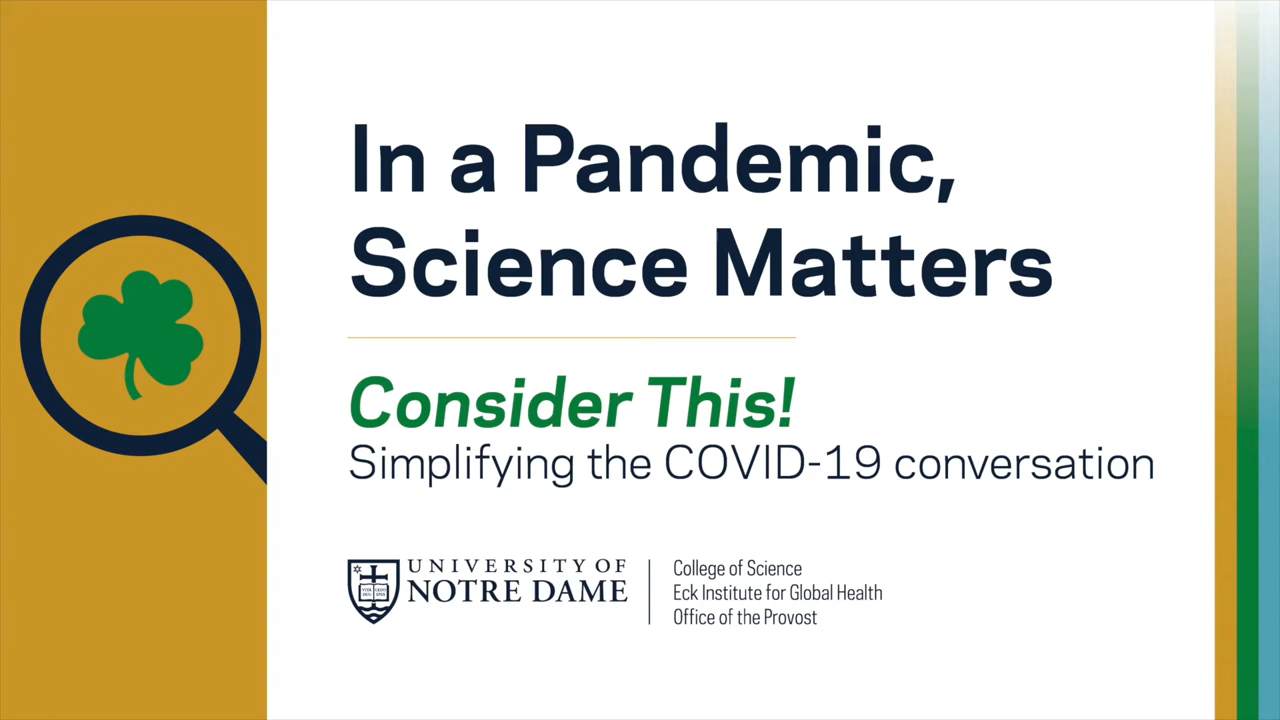 In a Pandemic,
Science Matters
Consider This!
Simplifying the COVID-19 conversation
UNIVERSITY OF
NOTRE DAME
College of Science
Eck Institute for Global Health
Office of the Provost